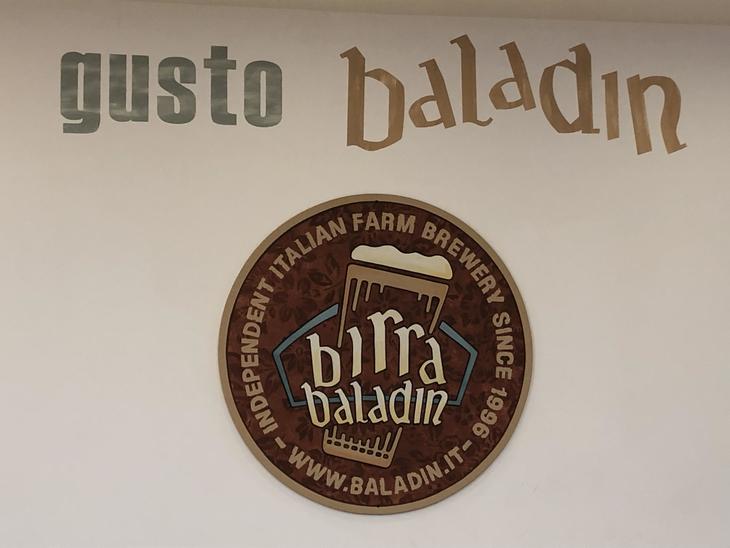 gusto baladin
INDEPENDENT ITALIAN FARM BREWERY SINCE 1996
birra
baladin
- WWW.BALADIN.IT-